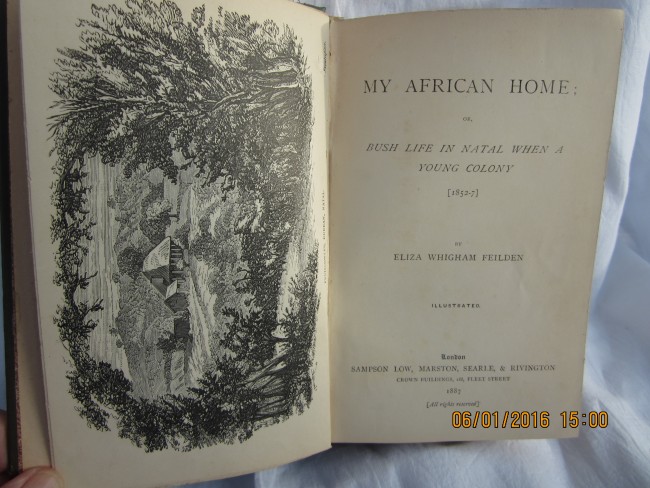 MY AFRICAN HOME;
OR,
BUSH LIFE IN NATAL WHEN A
YOUNG COLONY
[1852-7]
BY
ELIZA WHIGHAM FEILDEN
ILLUSTRATED
London
SAMPSON LOW, MARSTON, SEARLE, & RIVINGTON
CROWN BUILDINGS, 188, FLEET STREET
1887
[All rights reserved]
06/01/2016 15:00